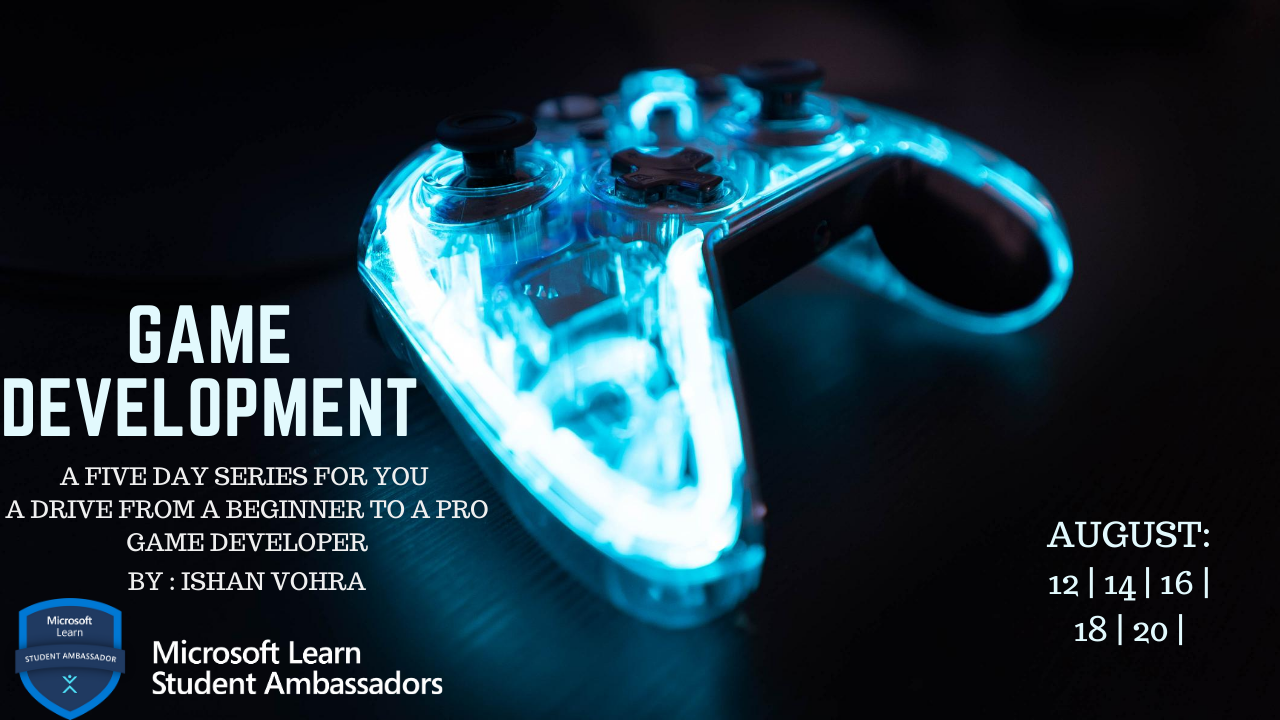 GAME
DEVELOPMENT
A FIVE DAY SERIES FOR YOU
A DRIVE FROM A BEGINNER TO A PRO
GAME DEVELOPER
BY : ISHAN VOHRA
Microsoft
Learn
STUDENT AMBASSADOR
Microsoft Learn
Student Ambassadors
AUGUST:
12 | 14 | 16 |
18 | 20 |